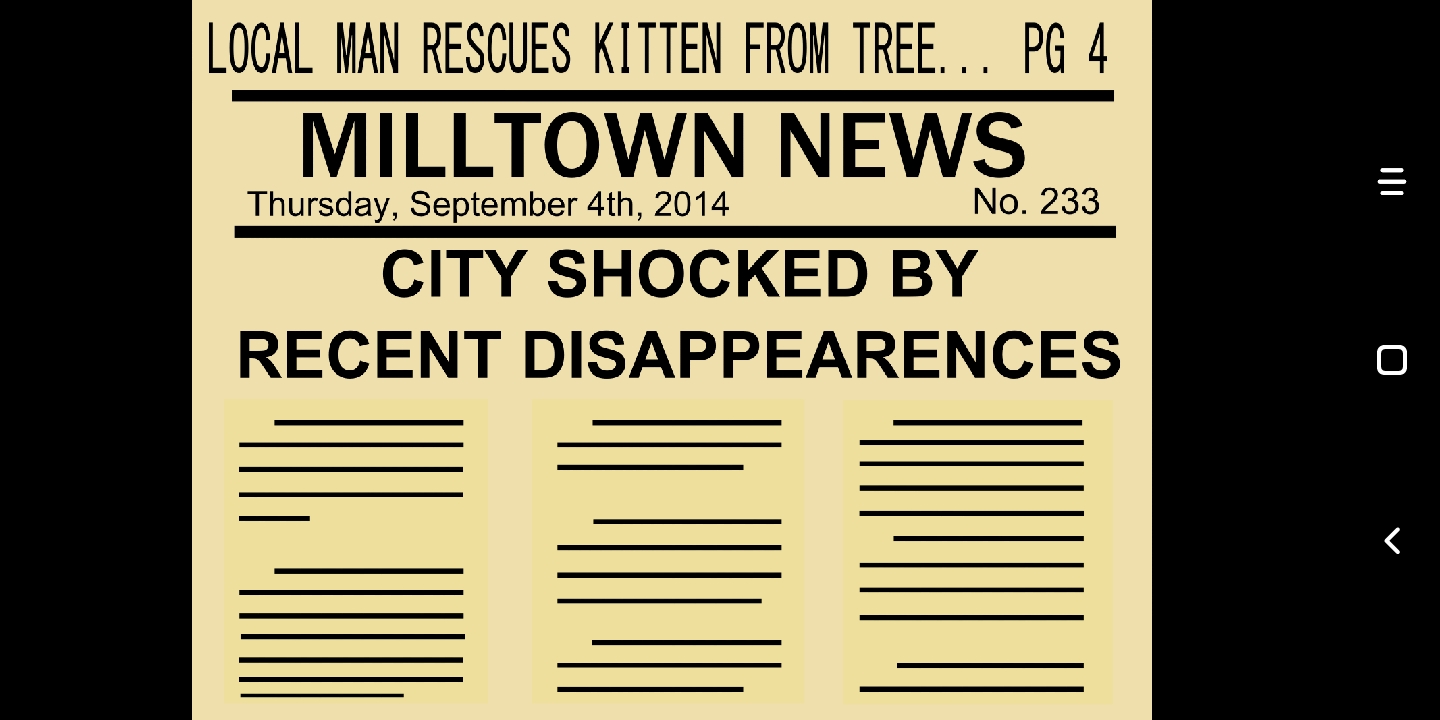 LOCAL MAN RESCUES KITTEN FROM TREE... PG 4
MILLTOWN NEWS
Thursday, September 4th, 2014 No. 233
CITY SHOCKED BY
RECENT DISAPPEARENCES